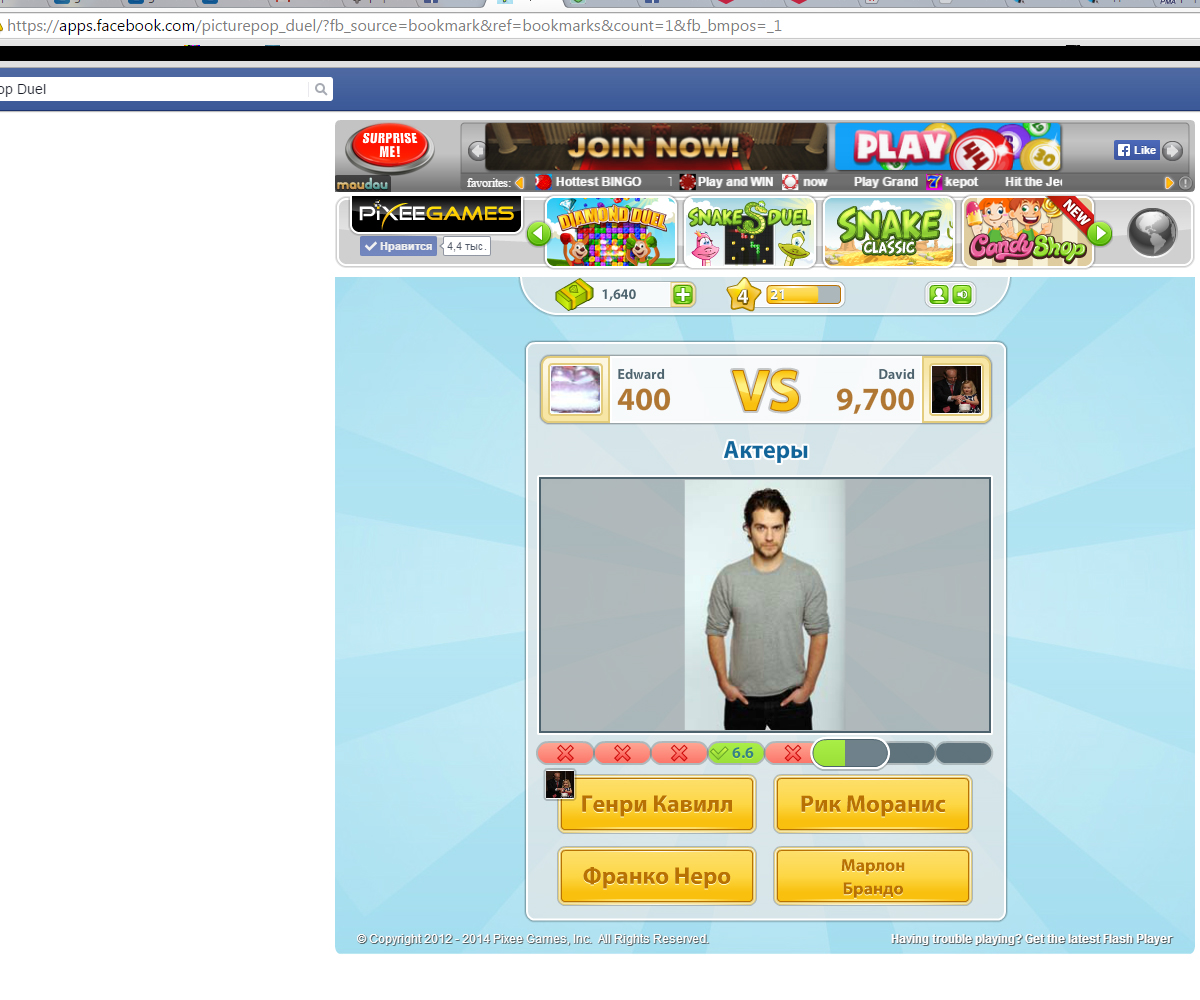 https://apps.facebook.com/picturepop_duel/?fb_source=bookmark&ref=bookmarks&count=1&fb_bmpos=_1
op Duel
SURPRISE
ME!
JOIN NOW!
PLAY
44
30
Like
maudau
favorites:
Hottest BINGO
Play and WIN
now
Play Grand
7
kepot
Hit the Je
PiXEEGAMES
Нравится
4,4 тыс.
DIAMOND DUEL
SNAKE DUEL
SNAKE
CLASSIC
CandyShop
NEW
1,640
4
21
Edward
400
VS
David
9,700
Актеры
6.6
Генри Кавилл
Рик Моранис
Франко Неро
Марлон
Брандо
© Copyright 2012 - 2014 Pixee Games, Inc. All Rights Reserved.
Having trouble playing? Get the latest Flash Player